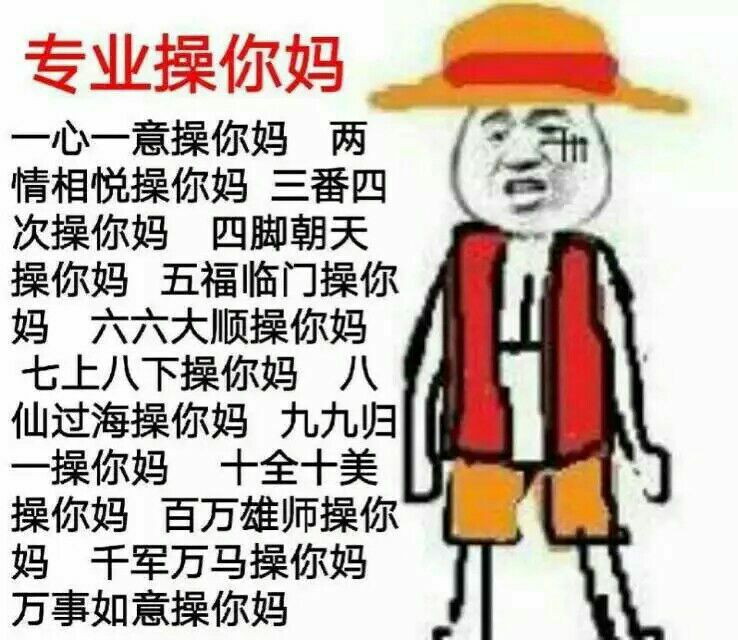 专业操你妈
一心一意操你妈 两
情相悦操你妈 三番四
次操你妈 四脚朝天
操你妈 五福临门操你
妈 六六大顺操你妈
七上八下操你妈 八
仙过海操你妈 九九归
一操你妈 十全十美
操你妈 百万雄师操你
妈 千军万马操你妈
万事如意操你妈